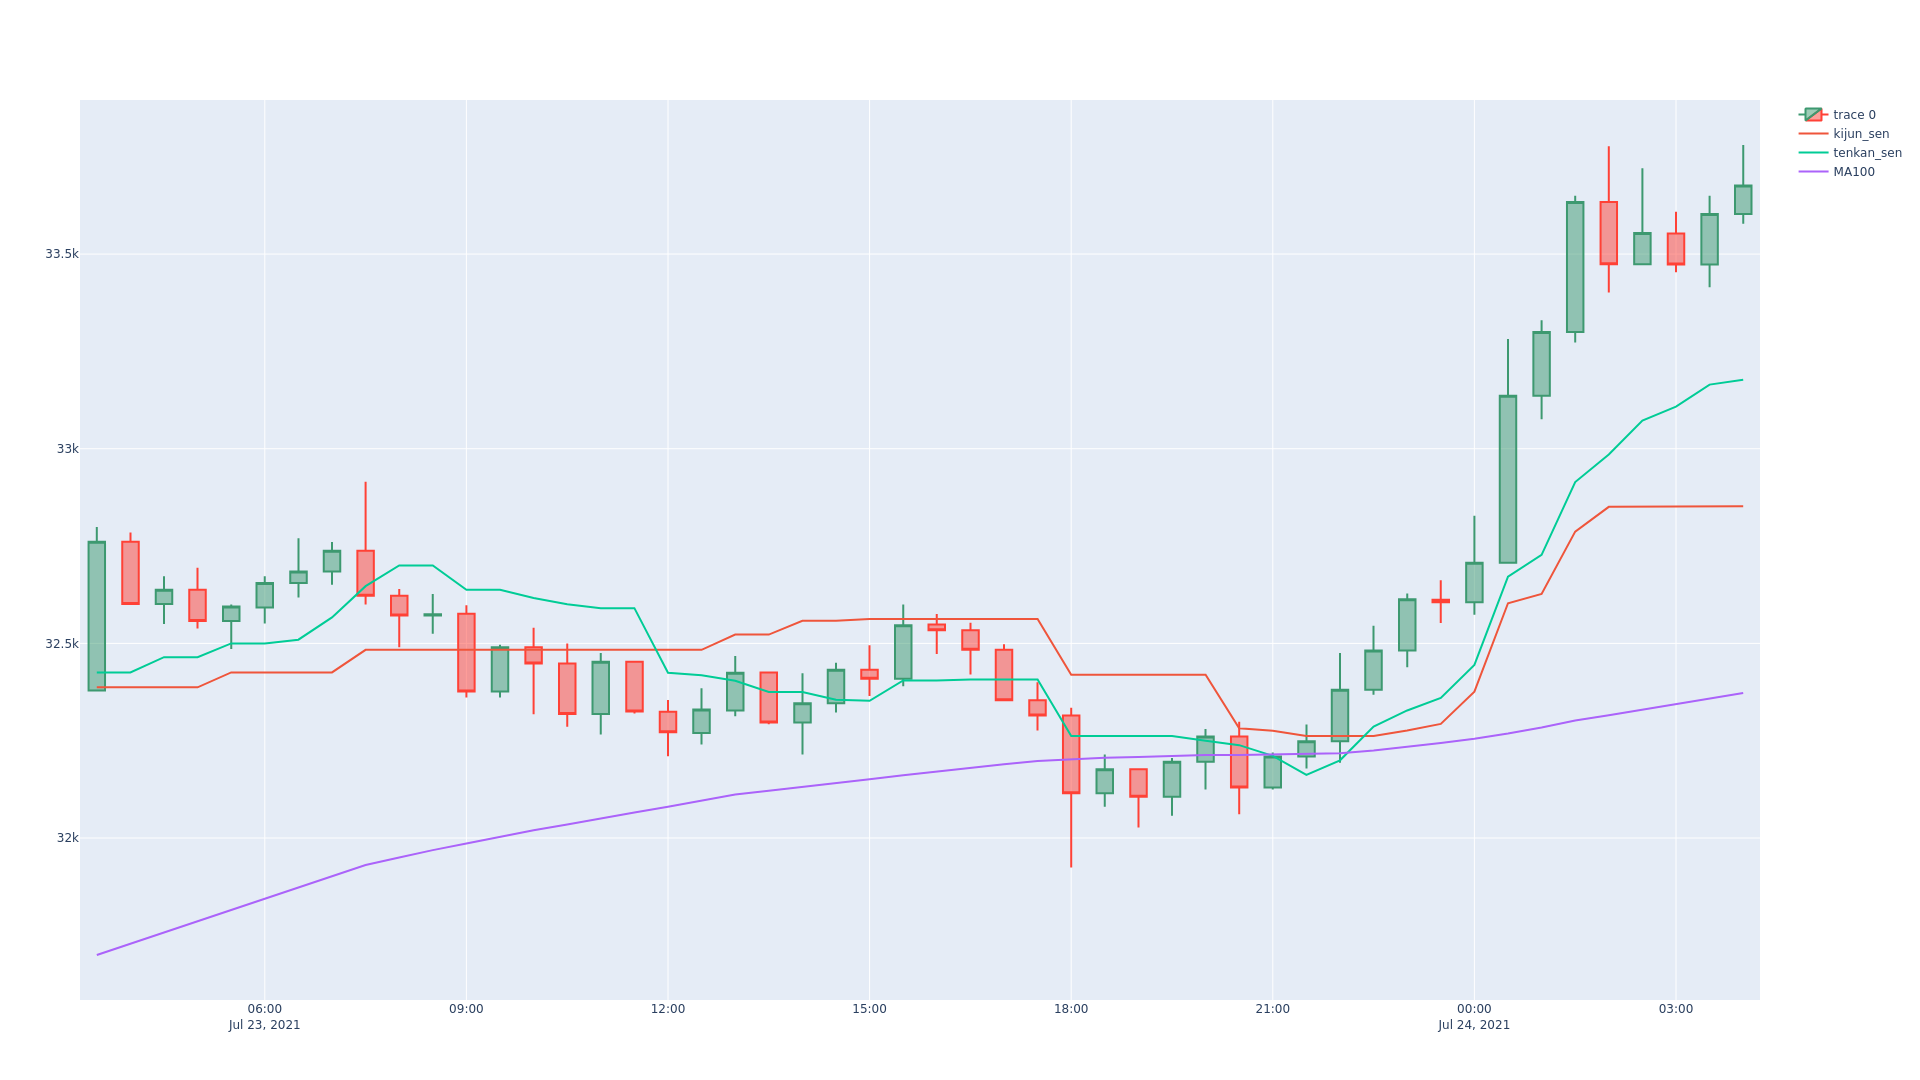 trace 0
kijun_sen
tenkan_sen
MA100
33.5k
33k
32.5k
32k
06:00 09:00 12:00 15:00 18:00 21:00 00:00 03:00
Jul 23, 2021 Jul 24, 2021